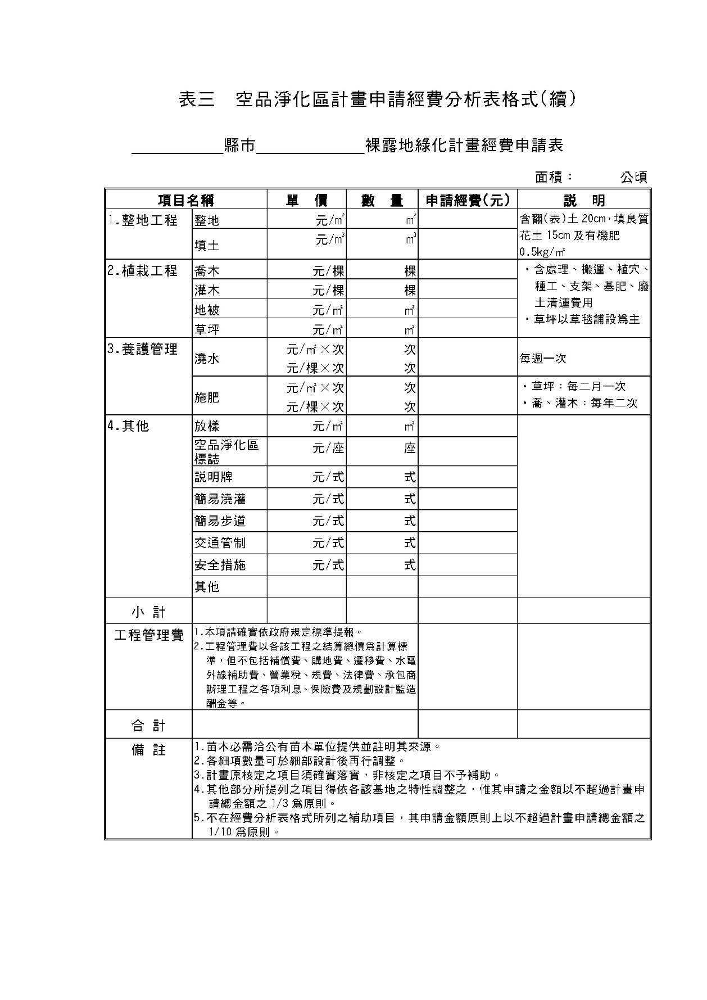 表三　空品淨化區計畫申請經費分析表格式(續)
＿＿＿＿＿縣市＿＿＿＿＿＿裸露地綠化計畫經費申請表
面積：　　　公頃
項目名稱　單　價　數　量　申請經費(元)　說　明
1.整地工程　整地　元/㎡　㎡　含翻(表)土 20cm，填良質
花土 15cm 及有機肥
0.5kg/㎡
填土　元/m³　m³
2.植栽工程　喬木　元/棵　棵　・含處理、搬運、植穴、
種工、支架、基肥、廢
土清運費用
・草坪以草毯舖設為主
灌木　元/棵　棵
地被　元/㎡　㎡
草坪　元/㎡　㎡
3.養護管理　澆水　元/㎡×次　次　每週一次
元/棵×次　次
施肥　元/㎡×次　次　・草坪：每二月一次
元/棵×次　次　・喬、灌木：每年二次
4.其他　放樣　元/㎡　㎡
空品淨化區
標誌　元/座　座
說明牌　元/式　式
簡易澆灌　元/式　式
簡易步道　元/式　式
交通管制　元/式　式
安全措施　元/式　式
其他
小 計
工程管理費　1.本項請確實依政府規定標準提報。
2.工程管理費以各該工程之結算總價為計算標
準，但不包括補償費、購地費、遷移費、水電
外線補助費、營業稅、規費、法律費、承包商
辦理工程之各項利息、保險費及規劃設計監造
酬金等。
合 計
備 註　1.苗木必需洽公有苗木單位提供並註明其來源。
2.各細項數量可於細部設計後再行調整。
3.計畫原核定之項目須確實落實，非核定之項目不予補助。
4.其他部分所提列之項目得依各該基地之特性調整之，惟其申請之金額以不超過計畫申
請總金額之 1/3 為原則。
5.不在經費分析表格式所列之補助項目，其申請金額原則上以不超過計畫申請總金額之
1/10 為原則。